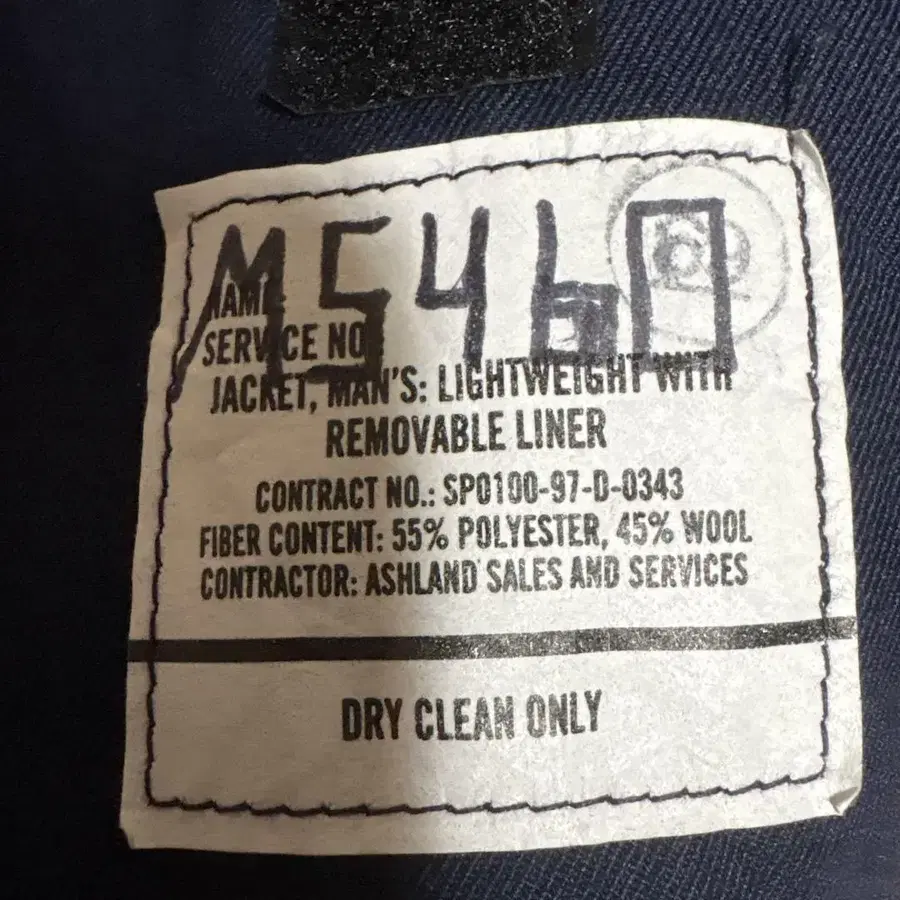 M5460
NAME
SERVICE NO
JACKET, MAN'S: LIGHTWEIGHT WITH
REMOVABLE LINER
CONTRACT NO.: SP0100-97-D-0343
FIBER CONTENT: 55% POLYESTER, 45% WOOL
CONTRACTOR: ASHLAND SALES AND SERVICES
DRY CLEAN ONLY